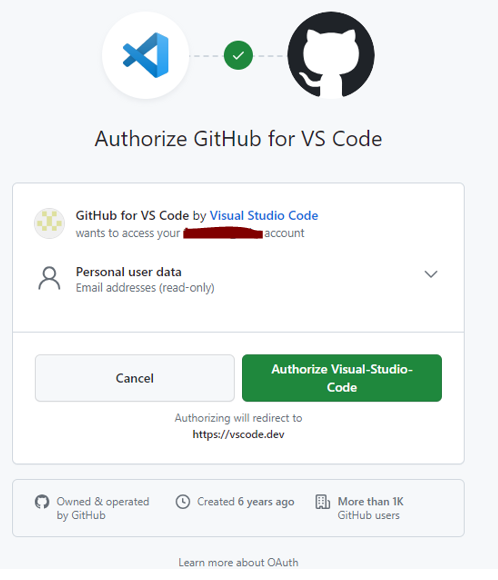 Authorize GitHub for VS Code
GitHub for VS Code by Visual Studio Code
wants to access your account
Personal user data
Email addresses (read-only)
Cancel
Authorize Visual-Studio-
Code
Authorizing will redirect to
https://vscode.dev
Owned & operated
by GitHub
Created 6 years ago
More than 1K
GitHub users
Learn more about OAuth